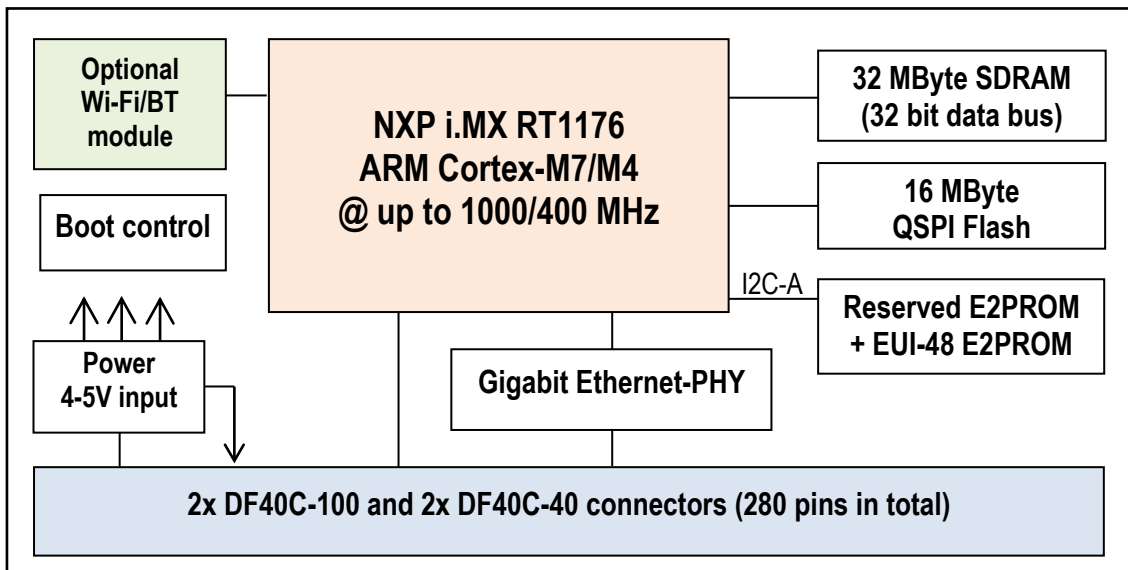 Optional
Wi-Fi/BT
module
NXP i.MX RT1176
ARM Cortex-M7/M4
@ up to 1000/400 MHz
32 MByte SDRAM
(32 bit data bus)
Boot control
16 MByte
QSPI Flash
I2C-A
Reserved E2PROM
+ EUI-48 E2PROM
Power
4-5V input
Gigabit Ethernet-PHY
2x DF40C-100 and 2x DF40C-40 connectors (280 pins in total)